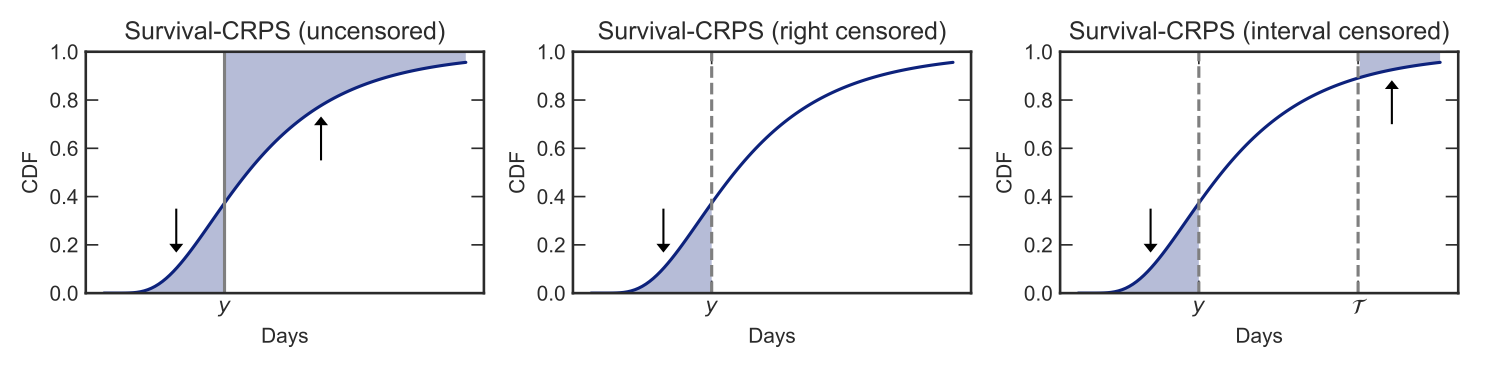 Survival-CRPS (uncensored)
CDF
1.0
0.8
0.6
0.4
0.2
0.0
y
Days
Survival-CRPS (right censored)
CDF
1.0
0.8
0.6
0.4
0.2
0.0
y
Days
Survival-CRPS (interval censored)
CDF
1.0
0.8
0.6
0.4
0.2
0.0
y
𝒯
Days